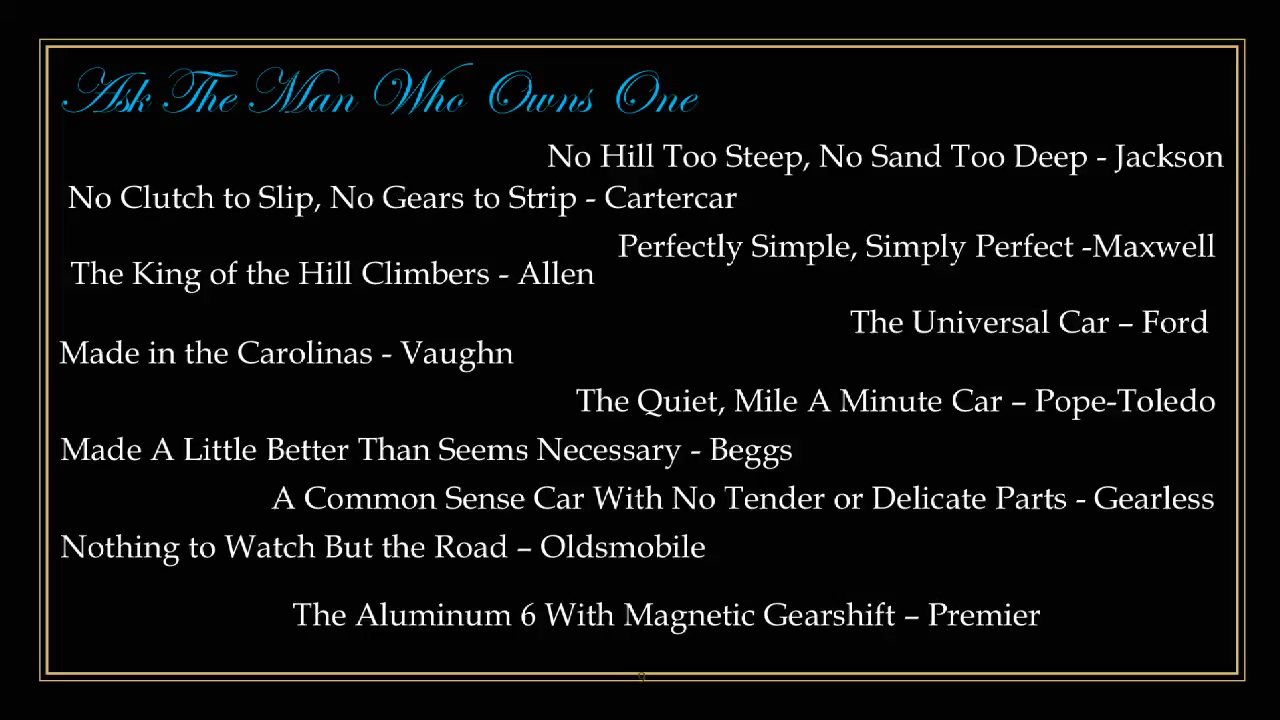 Ask The Man Who Owns One
No Hill Too Steep, No Sand Too Deep - Jackson
No Clutch to Slip, No Gears to Strip - Cartercar
Perfectly Simple, Simply Perfect -Maxwell
The King of the Hill Climbers - Allen
The Universal Car – Ford
Made in the Carolinas - Vaughn
The Quiet, Mile A Minute Car – Pope-Toledo
Made A Little Better Than Seems Necessary - Beggs
A Common Sense Car With No Tender or Delicate Parts - Gearless
Nothing to Watch But the Road – Oldsmobile
The Aluminum 6 With Magnetic Gearshift – Premier